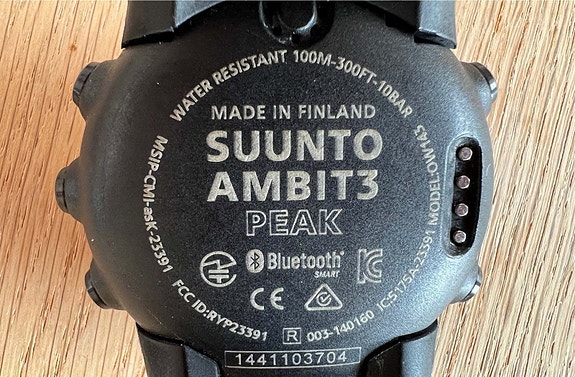 WATER RESISTANT 100M-300FT-10BAR
MADE IN FINLAND
SUUNTO
AMBIT3
PEAK
Bluetooth®
SMART
CE
MSIP-CMI-asK-23391
FCC ID:RYP23391
R 003-140160
IC:5175A-23391 MODEL:OW143
1441103704